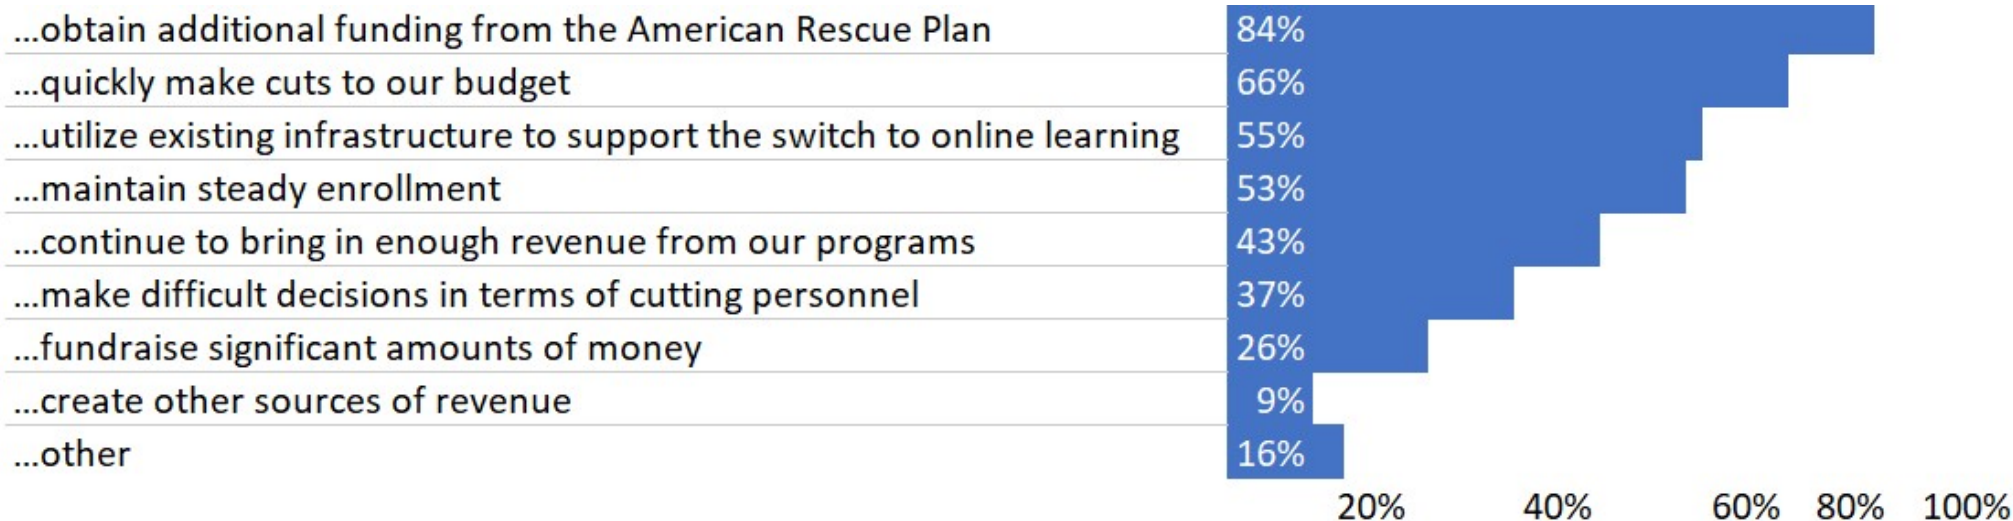 ...obtain additional funding from the American Rescue Plan 84%
...quickly make cuts to our budget 66%
...utilize existing infrastructure to support the switch to online learning 55%
...maintain steady enrollment 53%
...continue to bring in enough revenue from our programs 43%
...make difficult decisions in terms of cutting personnel 37%
...fundraise significant amounts of money 26%
...create other sources of revenue 9%
...other 16%
20% 40% 60% 80% 100%